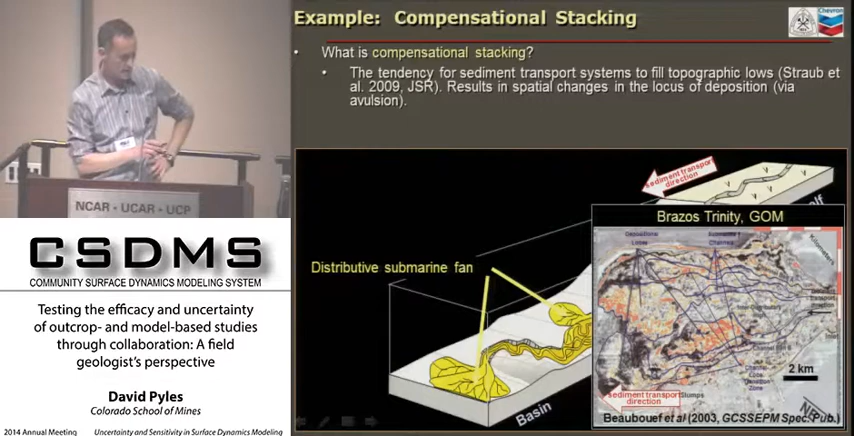 Example: Compensational Stacking
Chevron
• What is compensational stacking?
• The tendency for sediment transport systems to fill topographic lows (Straub et
al. 2009, JSR). Results in spatial changes in the locus of deposition (via
avulsion).
sediment transport
direction
Brazos Trinity, GOM
Distributive submarine fan
Basin
2 km
sediment transport
direction
Slumps
Beaubouef et al (2003, GCSSEPM Spec. Pub.)
NCAR - UCAR - UCP
CSDMS
COMMUNITY SURFACE DYNAMICS MODELING SYSTEM
Testing the efficacy and uncertainty
of outcrop- and model-based studies
through collaboration: A field
geologist's perspective
David Pyles
Colorado School of Mines
2014 Annual Meeting Uncertainty and Sensitivity in Surface Dynamics Modeling